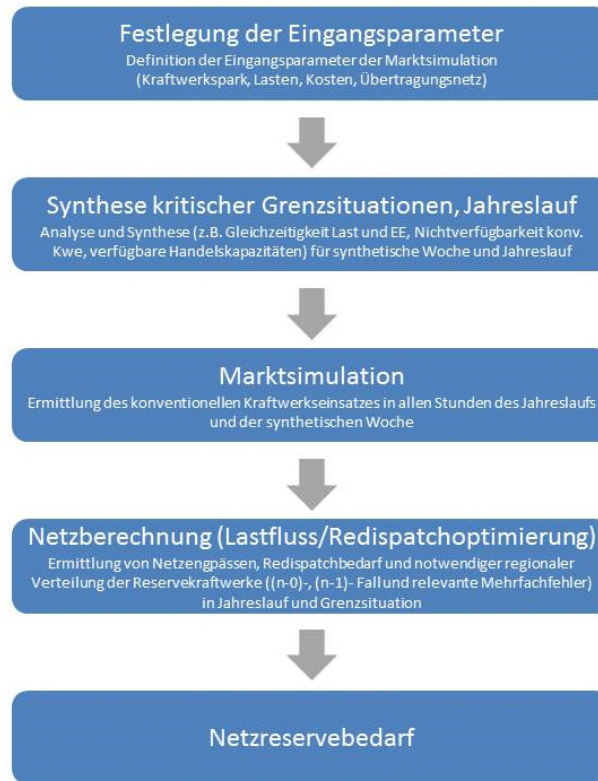 Festlegung der Eingangsparameter
Definition der Eingangsparameter der Marktsimulation
(Kraftwerkspark, Lasten, Kosten, Übertragungsnetz)
Synthese kritischer Grenzsituationen, Jahreslauf
Analyse und Synthese (z.B. Gleichzeitigkeit Last und EE, Nichtverfügbarkeit konv.
Kwe, verfügbare Handelskapazitäten) für synthetische Woche und Jahreslauf
Marktsimulation
Ermittlung des konventionellen Kraftwerkseinsatzes in allen Stunden des Jahreslaufs
und der synthetischen Woche
Netzberechnung (Lastfluss/Redispatchoptimierung)
Ermittlung von Netzengpässen, Redispatchbedarf und notwendiger regionaler
Verteilung der Reservekraftwerke ((n-0)-, (n-1)- Fall und relevante Mehrfachfehler)
in Jahreslauf und Grenzsituation
Netzreservebedarf